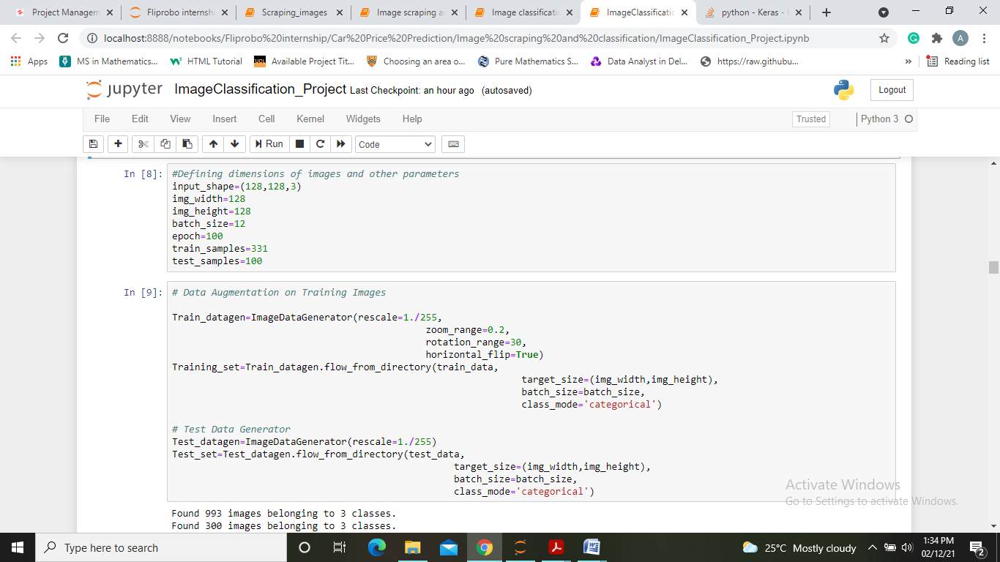 Project Managem
Fliprobo internsh
Scraping_images
Image scraping a
Image classificati
ImageClassificatio
python - Keras -
localhost:8888/notebooks/Fliprobo%20internship/Car%20Price%20Prediction/Image%20scraping%20and%20classification/ImageClassification_Project.ipynb
G
A
Apps
MS in Mathematics...
HTML Tutorial
Available Project Tit...
Choosing an area o...
Pure Mathematics S...
Data Analyst in Del...
https://raw.githubu...
»
Reading list
jupyter ImageClassification_Project Last Checkpoint: an hour ago (autosaved)
Logout
File Edit View Insert Cell Kernel Widgets Help
Trusted
Python 3
Run
Code
In [8]: #Defining dimensions of images and other parameters
input_shape=(128,128,3)
img_width=128
img_height=128
batch_size=12
epoch=100
train_samples=331
test_samples=100
In [9]: # Data Augmentation on Training Images
Train_datagen=ImageDataGenerator(rescale=1./255,
zoom_range=0.2,
rotation_range=30,
horizontal_flip=True)
Training_set=Train_datagen.flow_from_directory(train_data,
target_size=(img_width,img_height),
batch_size=batch_size,
class_mode='categorical')
# Test Data Generator
Test_datagen=ImageDataGenerator(rescale=1./255)
Test_set=Test_datagen.flow_from_directory(test_data,
target_size=(img_width,img_height),
batch_size=batch_size,
class_mode='categorical')
Activate Windows
Go to Settings to activate Windows.
Found 993 images belonging to 3 classes.
Found 300 images belonging to 3 classes.
Type here to search
25°C Mostly cloudy
1:34 PM
02/12/21
2